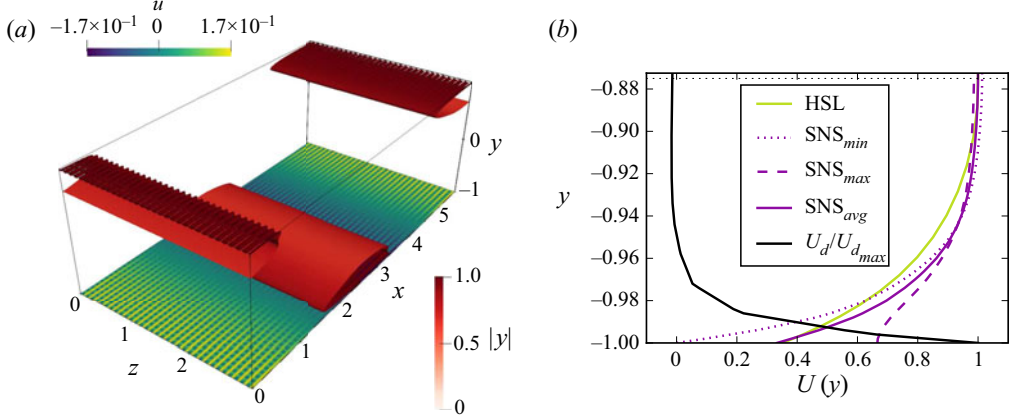 (a)
u
−1.7×10⁻¹ 0 1.7×10⁻¹
0 y
−1
5
4
3
x
2
1
0
0
1
z
2
1.0
0.5 |y|
0
(b)
−0.88
−0.90
−0.92
y
−0.94
−0.96
−0.98
−1.00
HSL
SNS_min
SNS_max
SNS_avg
U_d/U_d_max
0 0.2 0.4 0.6 0.8 1
U (y)